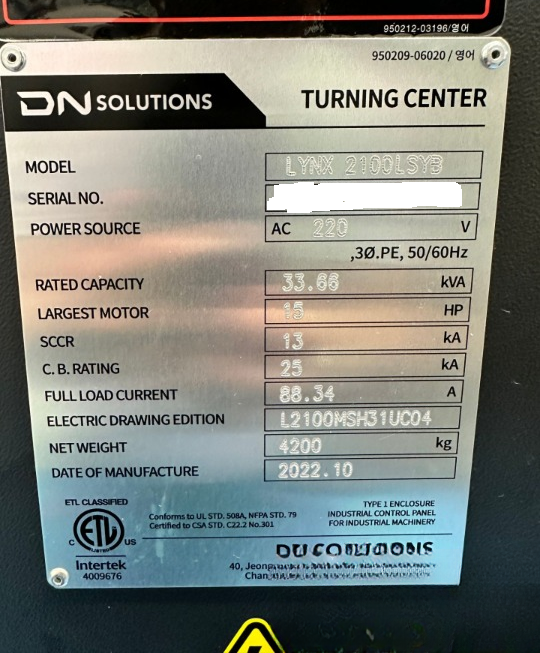 950212-03196/영어
950209-06020 / 영어
DN SOLUTIONS
TURNING CENTER
MODEL LYNX 2100LSYB
SERIAL NO.
POWER SOURCE AC 220 V
,3Ø.PE, 50/60Hz
RATED CAPACITY 33.66 kVA
LARGEST MOTOR 15 HP
SCCR 13 kA
C. B. RATING 25 kA
FULL LOAD CURRENT 88.34 A
ELECTRIC DRAWING EDITION L2100MSH31UC04
NET WEIGHT 4200 kg
DATE OF MANUFACTURE 2022.10
ETL CLASSIFIED
C ETL US
LISTED
Intertek
4009676
Conforms to UL STD. 508A, NFPA STD. 79
Certified to CSA STD. C22.2 No.301
TYPE 1 ENCLOSURE
INDUSTRIAL CONTROL PANEL
FOR INDUSTRIAL MACHINERY
40,